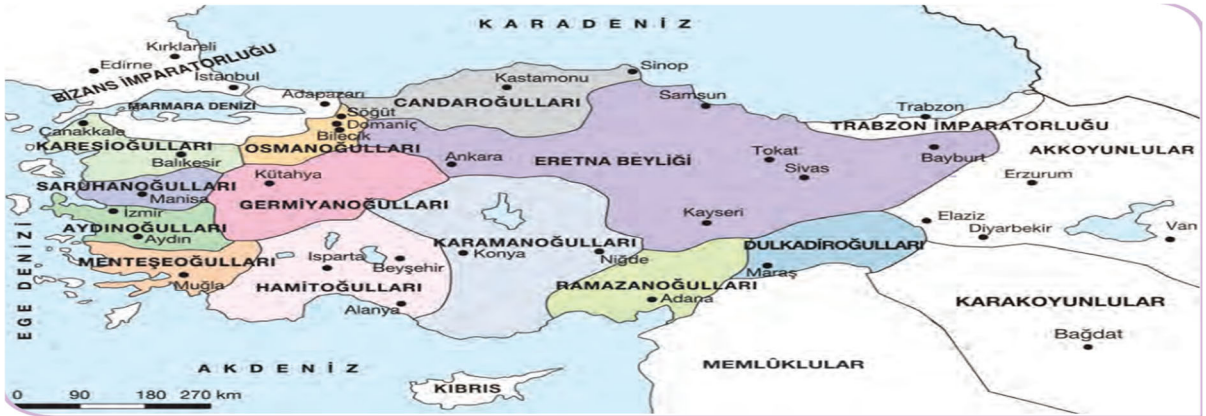 KARADENİZ
Kırklareli
Edirne
BİZANS İMPARATORLUĞU
İstanbul
Sinop
Kastamonu
Adapazarı
CANDAROĞULLARI
Samsun
MARMARA DENİZİ
Trabzon
Söğüt
Domaniç
Bilecik
Çanakkale
TRABZON İMPARATORLUĞU
KARESİOĞULLARI
OSMANOĞULLARI
Balıkesir
Ankara
ERETNA BEYLİĞİ
Tokat
Bayburt
AKKOYUNLULAR
Sivas
Erzurum
SARUHANOĞULLARI
Kütahya
Manisa
GERMİYANOĞULLARI
İzmir
Kayseri
Elaziz
AYDINOĞULLARI
Aydın
Diyarbekir
Van
EGE DENİZİ
KARAMANOĞULLARI
DULKADİROĞULLARI
MENTEŞEOĞULLARI
Isparta
Beyşehir
Konya
Niğde
Maraş
Muğla
HAMİTOĞULLARI
RAMAZANOĞULLARI
Adana
Alanya
KARAKOYUNLULAR
Bağdat
AKDENİZ
MEMLÛKLULAR
KIBRIS
0 90 180 270 km